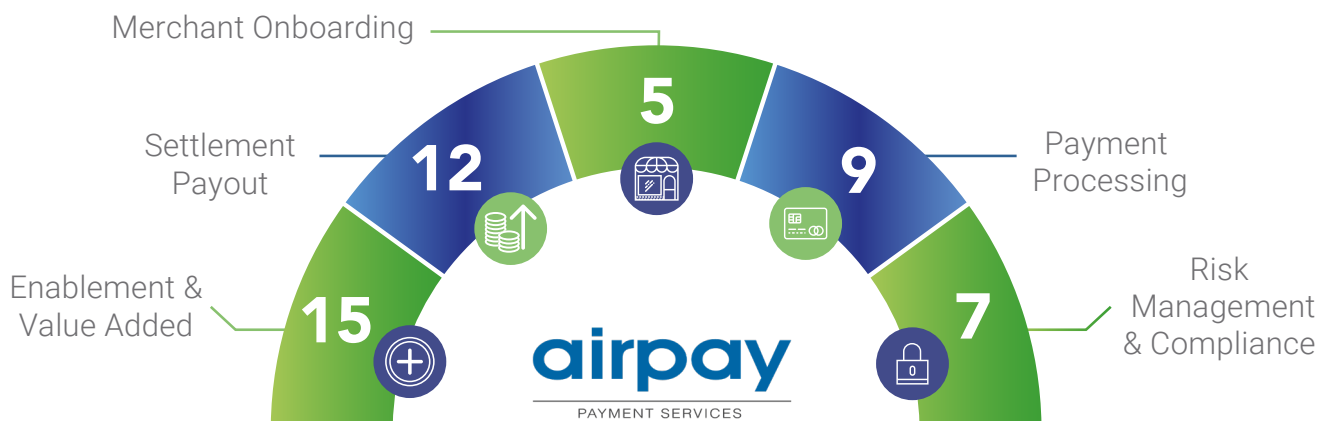 Merchant Onboarding
5
Settlement
Payout
12
9
Payment
Processing
Enablement &
Value Added
15
7
Risk
Management
& Compliance
airpay
PAYMENT SERVICES